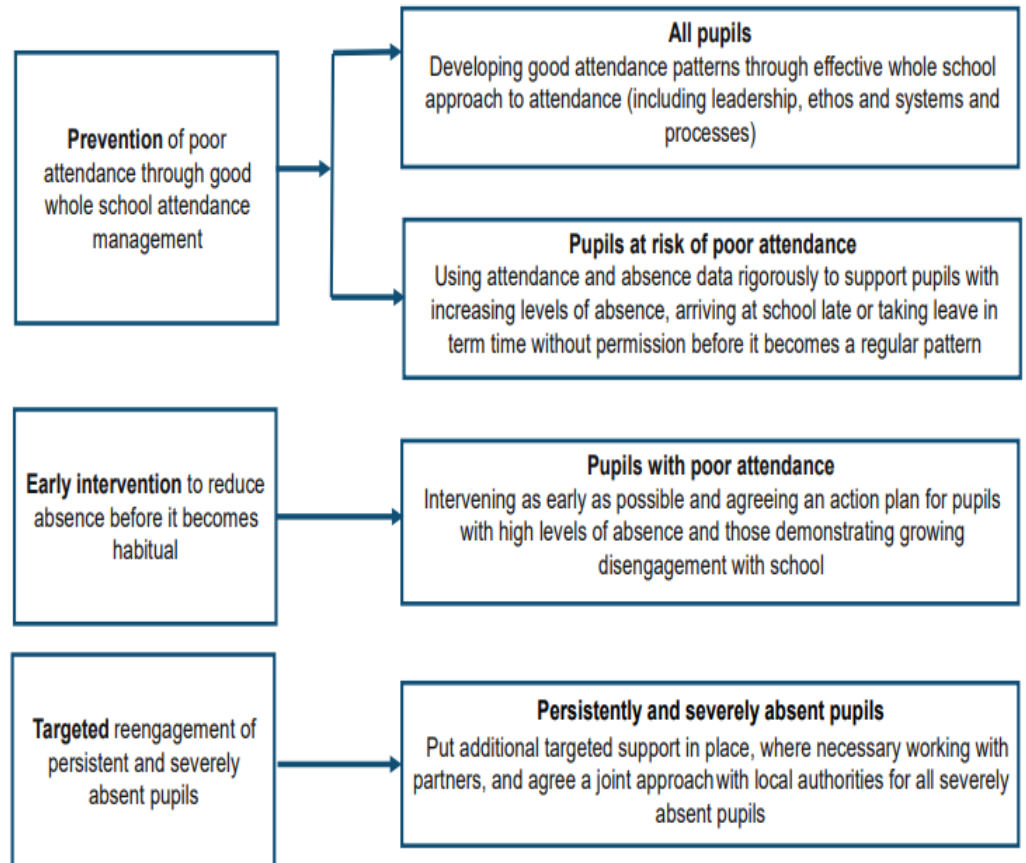 Prevention of poor
attendance through good
whole school attendance
management
All pupils
Developing good attendance patterns through effective whole school
approach to attendance (including leadership, ethos and systems and
processes)
Pupils at risk of poor attendance
Using attendance and absence data rigorously to support pupils with
increasing levels of absence, arriving at school late or taking leave in
term time without permission before it becomes a regular pattern
Early intervention to reduce
absence before it becomes
habitual
Pupils with poor attendance
Intervening as early as possible and agreeing an action plan for pupils
with high levels of absence and those demonstrating growing
disengagement with school
Targeted reengagement of
persistent and severely
absent pupils
Persistently and severely absent pupils
Put additional targeted support in place, where necessary working with
partners, and agree a joint approach with local authorities for all severely
absent pupils